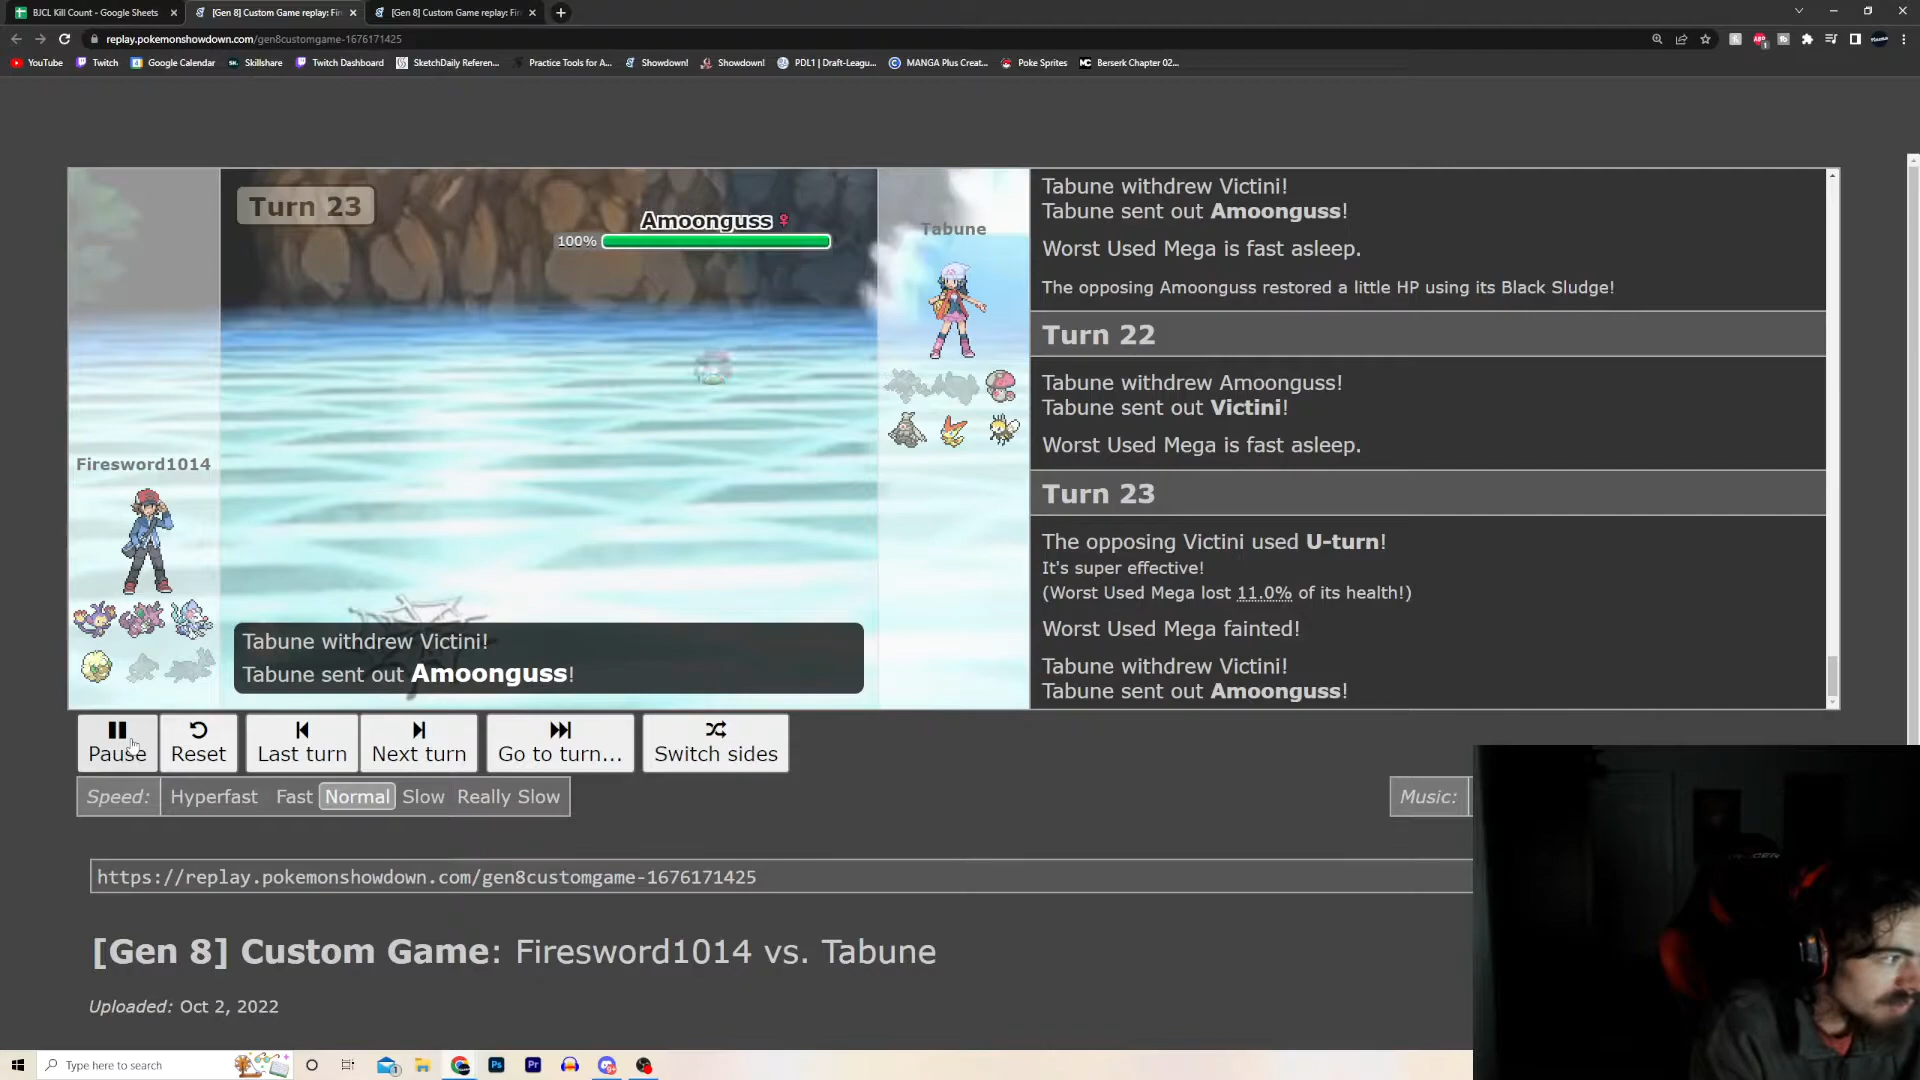 BJCL Kill Count - Google Sheets
[Gen 8] Custom Game replay: Fir
[Gen 8] Custom Game replay: Fir
replay.pokemonshowdown.com/gen8customgame-1676171425
YouTube
Twitch
Google Calendar
Skillshare
Twitch Dashboard
SketchDaily Referen...
Practice Tools for A...
Showdown!
Showdown!
PDL1 | Draft-Leagu...
MANGA Plus Creat...
Poke Sprites
Berserk Chapter 02...
Turn 23
Amoonguss
100%
Tabune
Firesword1014
Tabune withdrew Victini!
Tabune sent out Amoonguss!
Tabune withdrew Victini!
Tabune sent out Amoonguss!
Worst Used Mega is fast asleep.
The opposing Amoonguss restored a little HP using its Black Sludge!
Turn 22
Tabune withdrew Amoonguss!
Tabune sent out Victini!
Worst Used Mega is fast asleep.
Turn 23
The opposing Victini used U-turn!
It's super effective!
(Worst Used Mega lost 11.0% of its health!)
Worst Used Mega fainted!
Tabune withdrew Victini!
Tabune sent out Amoonguss!
Pause
Reset
Last turn
Next turn
Go to turn...
Switch sides
Speed:
Hyperfast
Fast
Normal
Slow
Really Slow
Music:
https://replay.pokemonshowdown.com/gen8customgame-1676171425
[Gen 8] Custom Game: Firesword1014 vs. Tabune
Uploaded: Oct 2, 2022
Type here to search